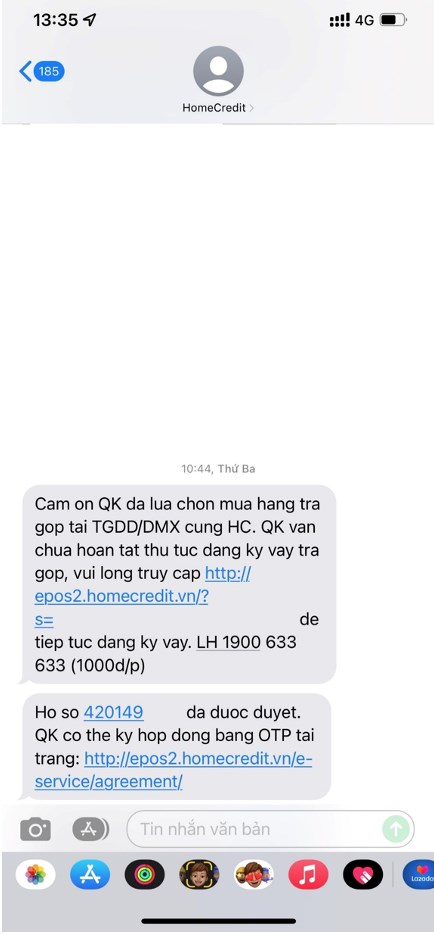 13:35
4G
185
HomeCredit
10:44, Thứ Ba
Cam on QK da lua chon mua hang tra
gop tai TGDD/DMX cung HC. QK van
chua hoan tat thu tuc dang ky vay tra
gop, vui long truy cap http://
epos2.homecredit.vn/?
s= de
tiep tuc dang ky vay. LH 1900 633
633 (1000d/p)
Ho so 420149 da duoc duyet.
QK co the ky hop dong bang OTP tai
trang: http://epos2.homecredit.vn/e-
service/agreement/
Tin nhắn văn bản
Lazada